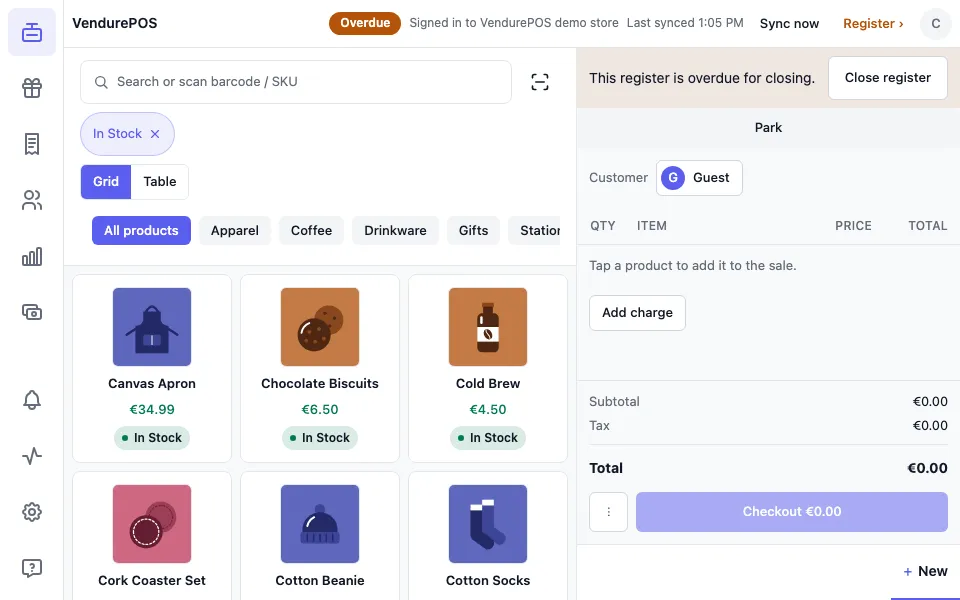 VendurePOS
Overdue
Signed in to VendurePOS demo store
Last synced 1:05 PM
Sync now
Register ›
C
Search or scan barcode / SKU
In Stock ✕
Grid
Table
All products
Apparel
Coffee
Drinkware
Gifts
Canvas Apron
€34.99
In Stock
Chocolate Biscuits
€6.50
In Stock
Cold Brew
€4.50
In Stock
Cork Coaster Set
Cotton Beanie
Cotton Socks
This register is overdue for closing.
Close register
Park
Customer
G
Guest
QTY
ITEM
PRICE
TOTAL
Tap a product to add it to the sale.
Add charge
Subtotal
€0.00
Tax
€0.00
Total
€0.00
Checkout €0.00
+ New